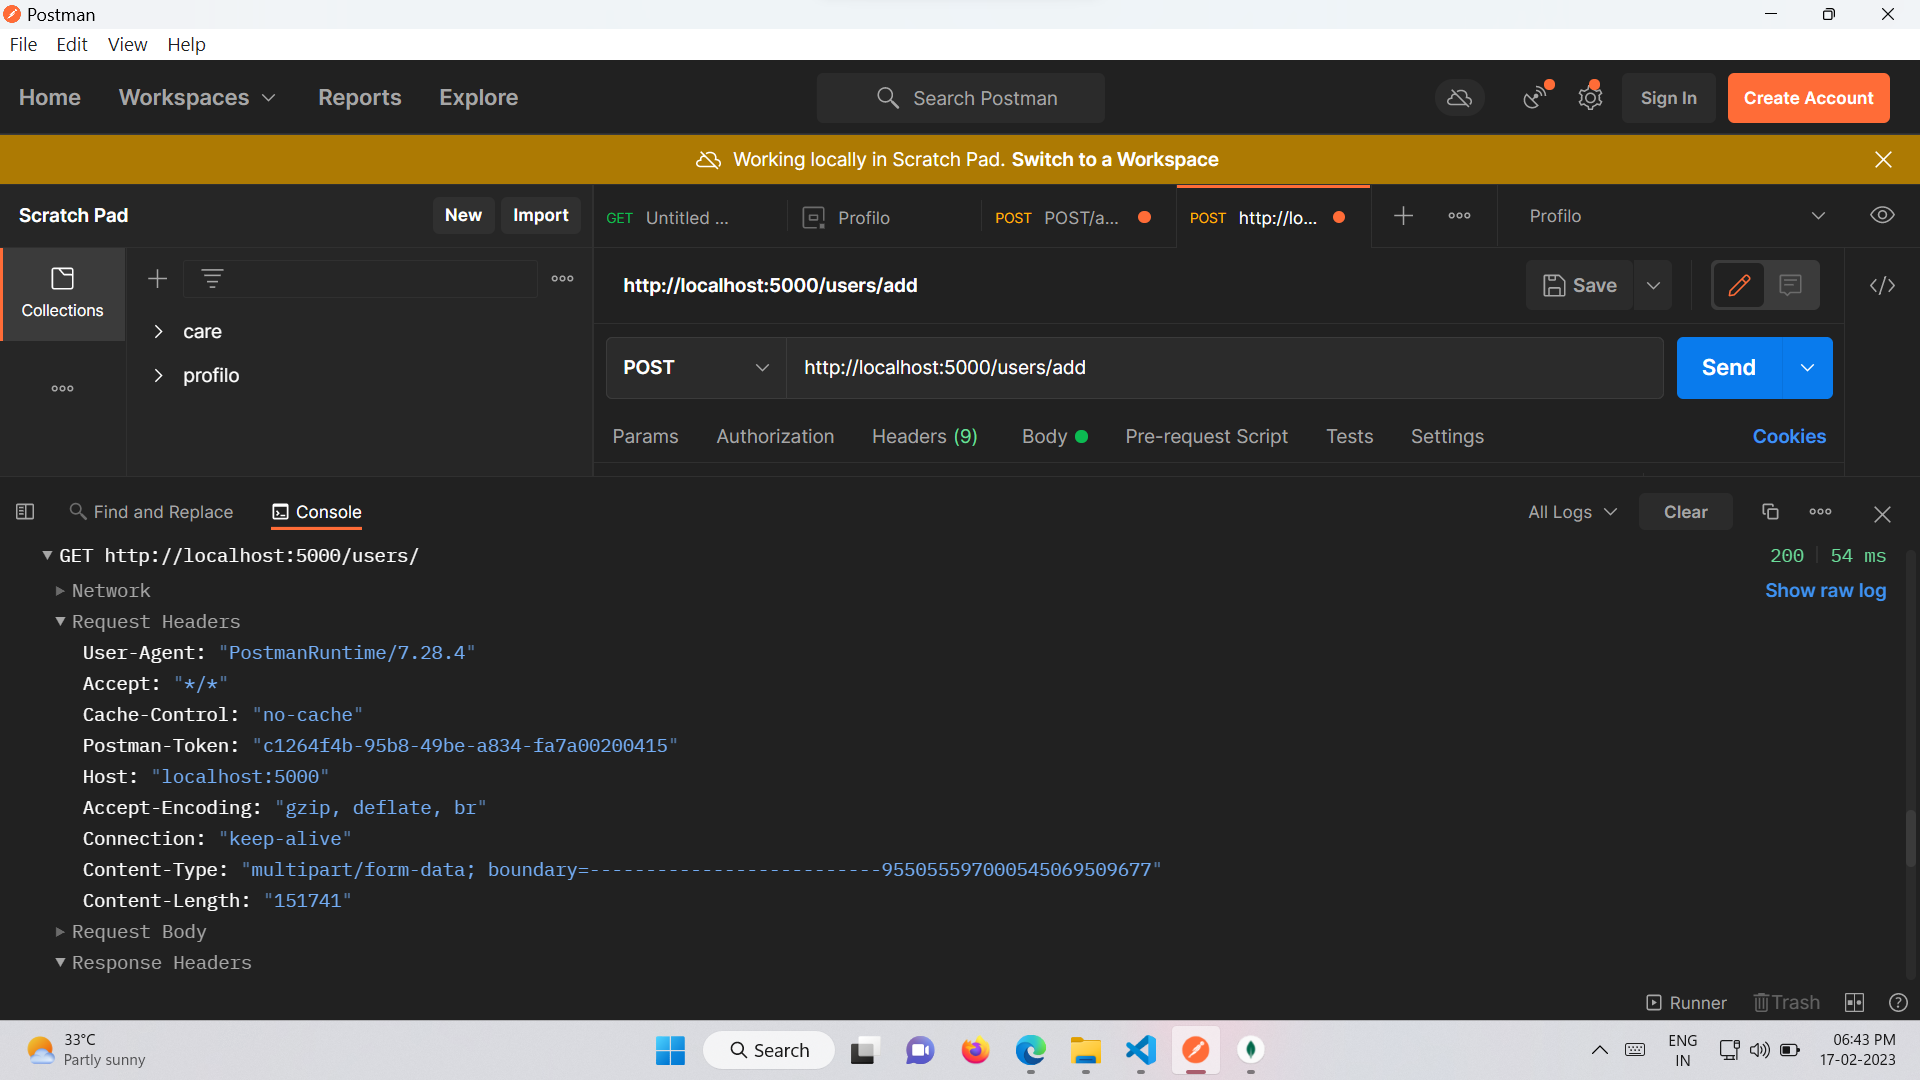 Postman
File Edit View Help
Home Workspaces Reports Explore Search Postman Sign In Create Account
Working locally in Scratch Pad. Switch to a Workspace
Scratch Pad New Import GET Untitled ... Profilo POST POST/a... POST http://lo... Profilo
Collections
care
profilo
http://localhost:5000/users/add Save
POST http://localhost:5000/users/add Send
Params Authorization Headers (9) Body Pre-request Script Tests Settings Cookies
Find and Replace Console All Logs Clear
GET http://localhost:5000/users/ 200 54 ms
Network Show raw log
Request Headers
User-Agent: "PostmanRuntime/7.28.4"
Accept: "*/*"
Cache-Control: "no-cache"
Postman-Token: "c1264f4b-95b8-49be-a834-fa7a00200415"
Host: "localhost:5000"
Accept-Encoding: "gzip, deflate, br"
Connection: "keep-alive"
Content-Type: "multipart/form-data; boundary=--------------------------955055597000545069509677"
Content-Length: "151741"
Request Body
Response Headers
Runner Trash
33°C
Partly sunny
Search
ENG
IN
06:43 PM
17-02-2023